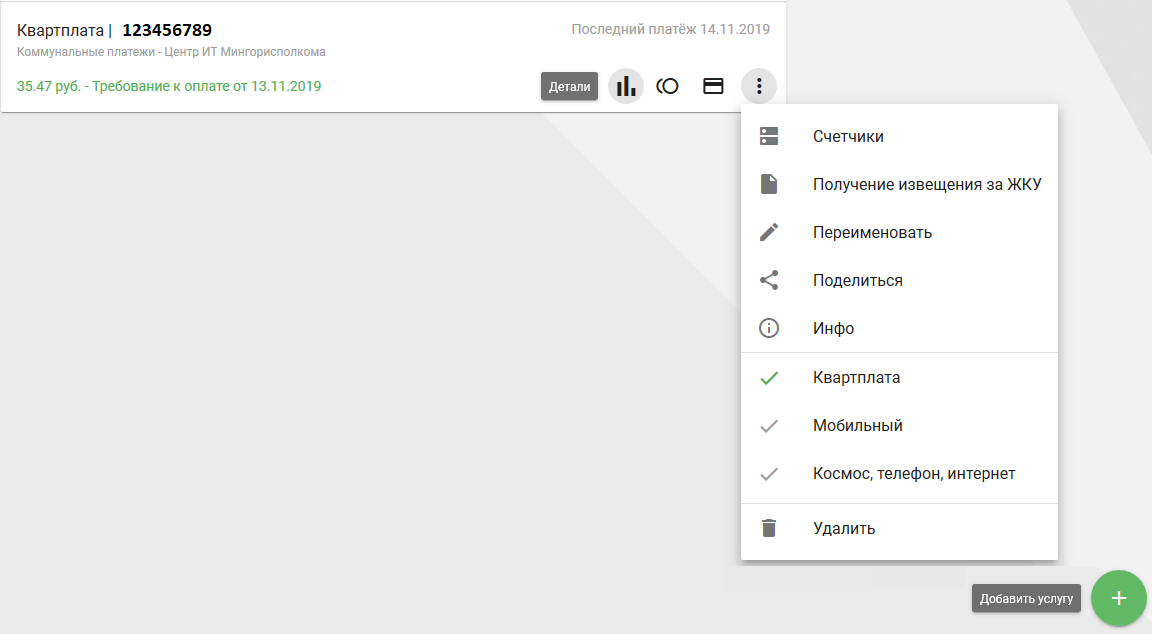 Квартплата | 123456789
Последний платёж 14.11.2019
Коммунальные платежи - Центр ИТ Мингорисполкома
35.47 руб. - Требование к оплате от 13.11.2019
Детали
Счетчики
Получение извещения за ЖКУ
Переименовать
Поделиться
Инфо
Квартплата
Мобильный
Космос, телефон, интернет
Удалить
Добавить услугу